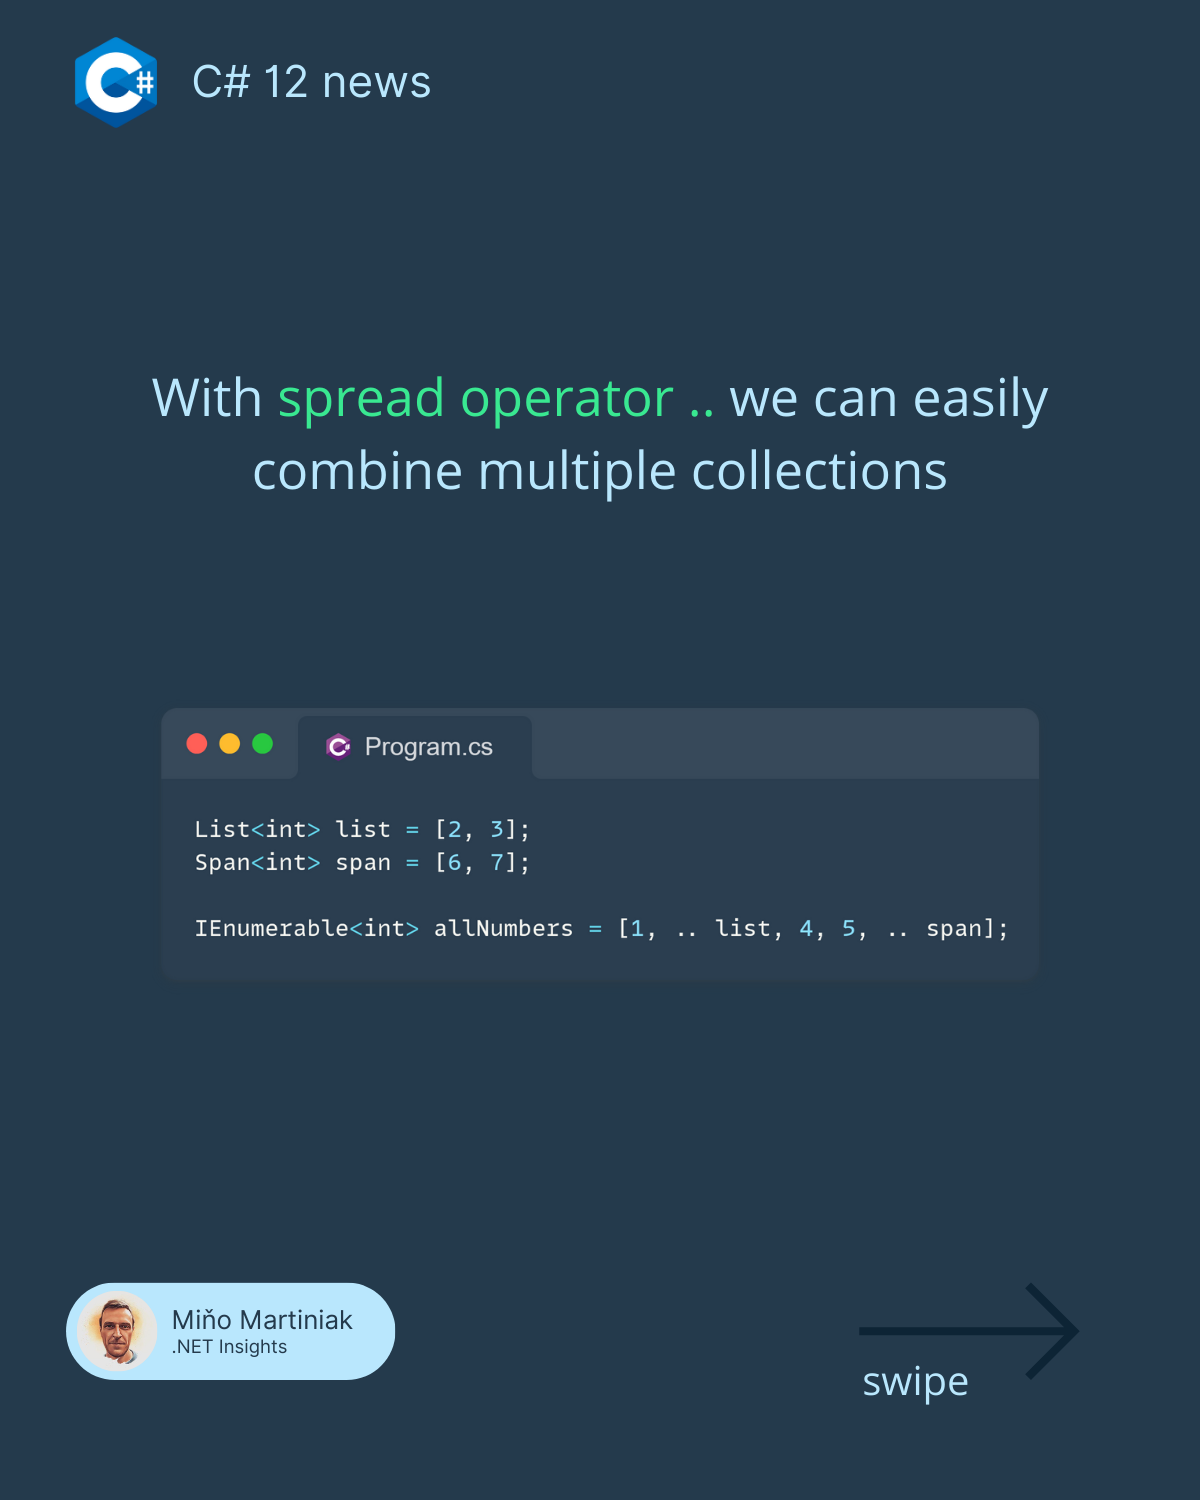 C# 12 news
With spread operator .. we can easily
combine multiple collections
Program.cs
List<int> list = [2, 3];
Span<int> span = [6, 7];
IEnumerable<int> allNumbers = [1, .. list, 4, 5, .. span];
Miňo Martiniak
.NET Insights
swipe